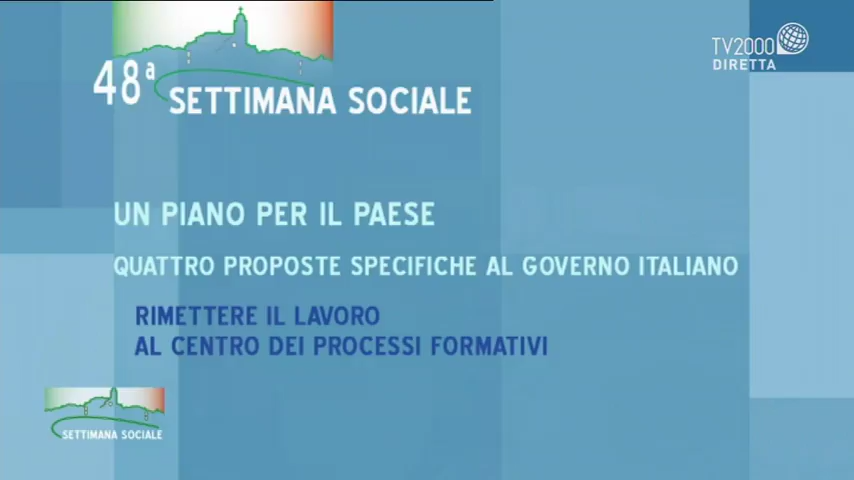 TV2000
DIRETTA
48ª SETTIMANA SOCIALE
UN PIANO PER IL PAESE
QUATTRO PROPOSTE SPECIFICHE AL GOVERNO ITALIANO
RIMETTERE IL LAVORO
AL CENTRO DEI PROCESSI FORMATIVI
SETTIMANA SOCIALE